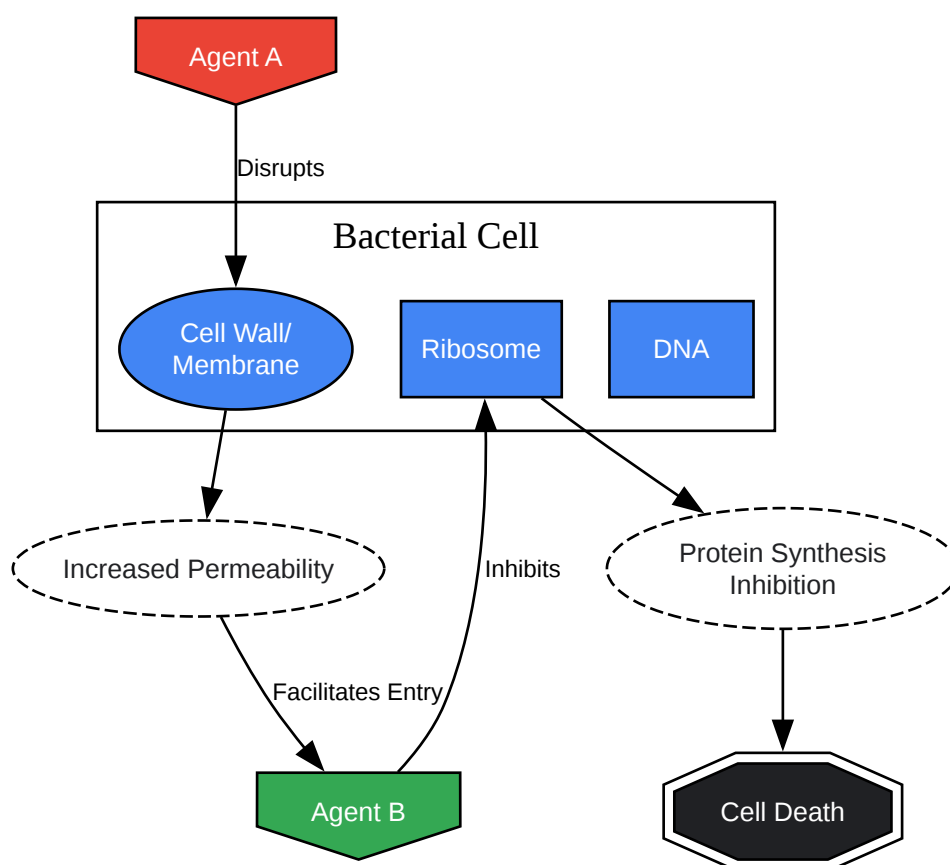 Agent A
Disrupts
Bacterial Cell
Cell Wall/
Membrane
Ribosome
DNA
Increased Permeability
Inhibits
Protein Synthesis
Inhibition
Facilitates Entry
Agent B
Cell Death